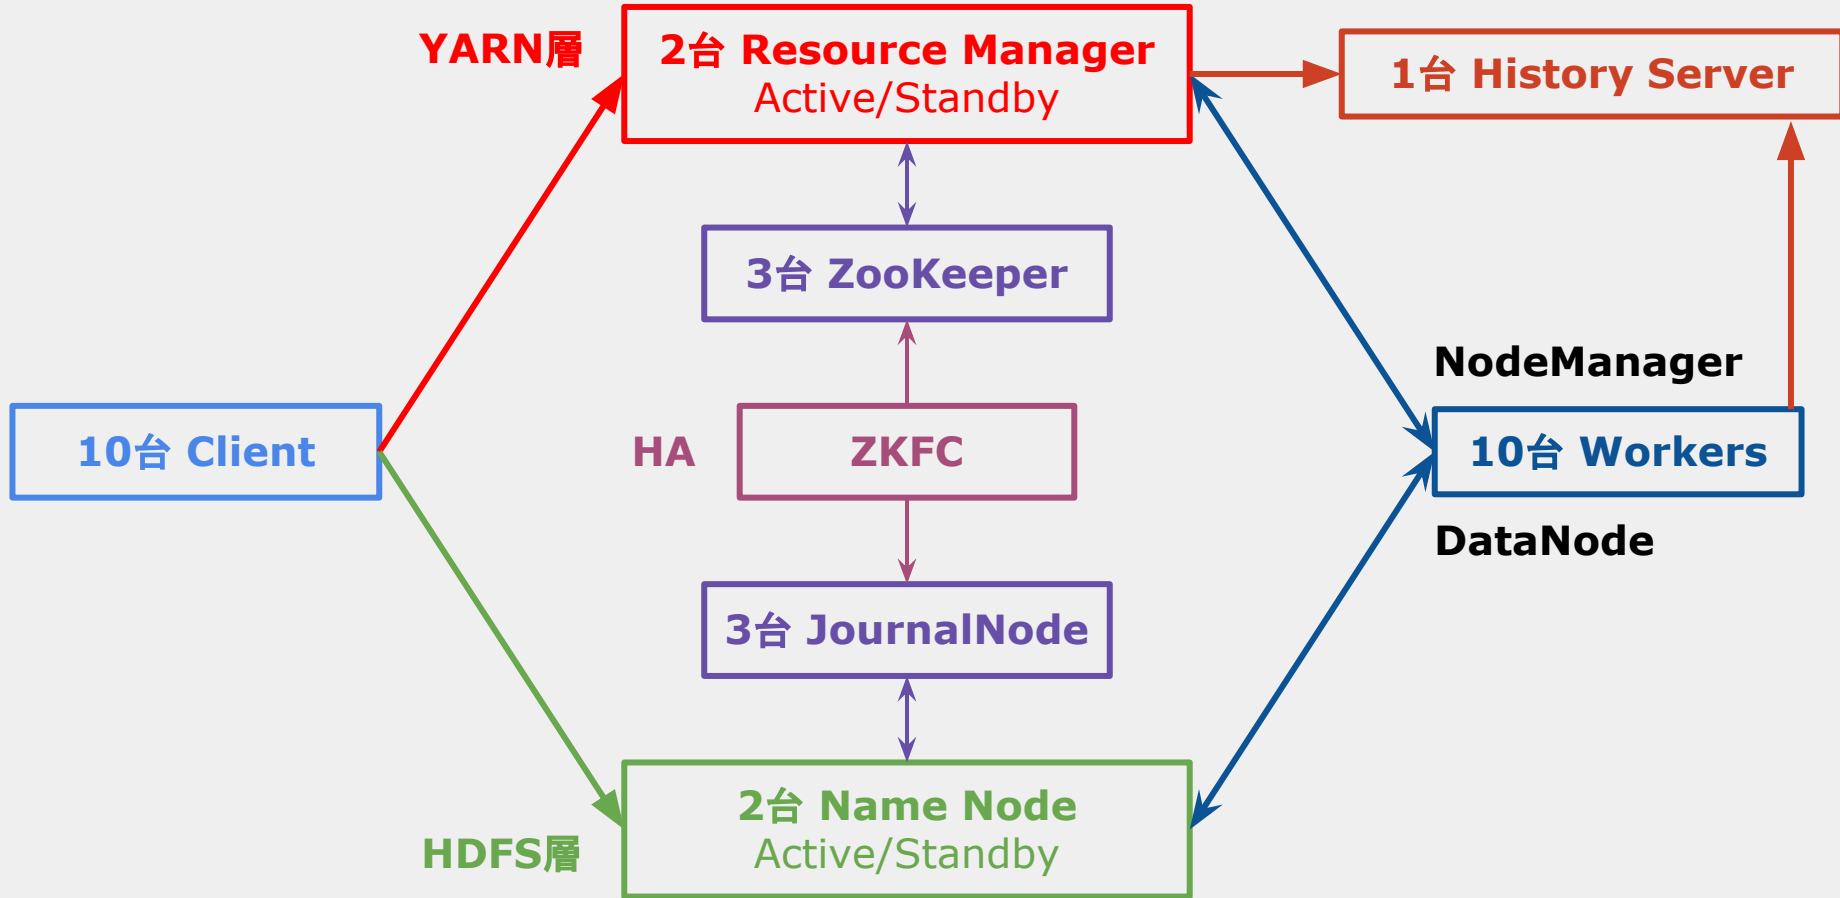 YARN層
2台 Resource Manager
Active/Standby
1台 History Server
3台 ZooKeeper
NodeManager
10台 Client
HA
ZKFC
10台 Workers
DataNode
3台 JournalNode
2台 Name Node
Active/Standby
HDFS層